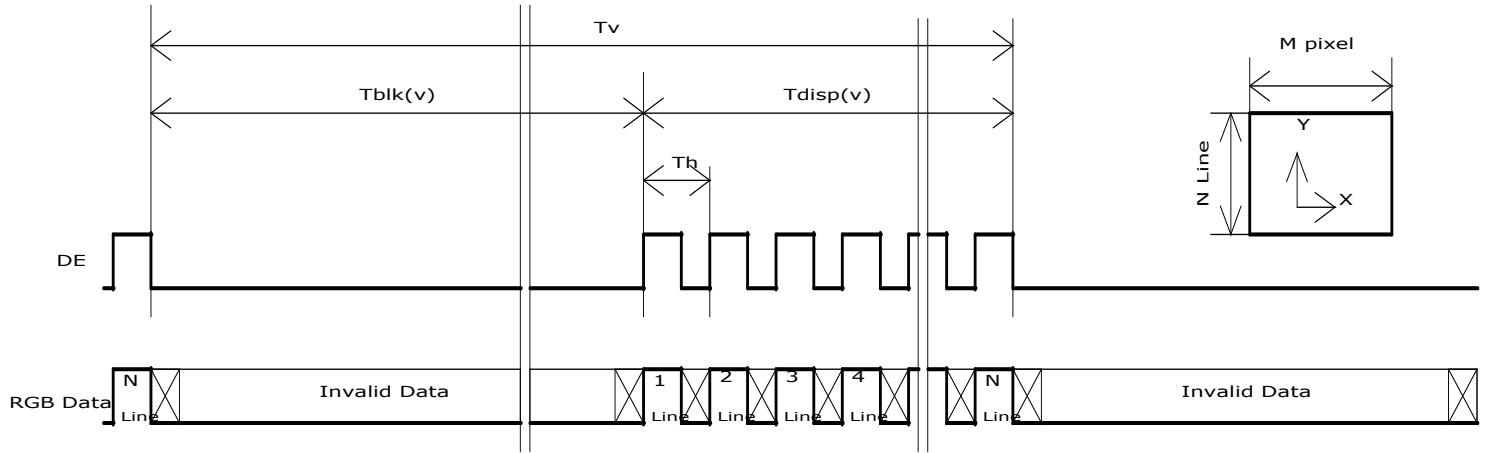 Tv
M pixel
Tblk(v)
Tdisp(v)
Th
N Line
Y
X
DE
RGB Data
N Line
Invalid Data
1 Line
2 Line
3 Line
4 Line
N Line
Invalid Data